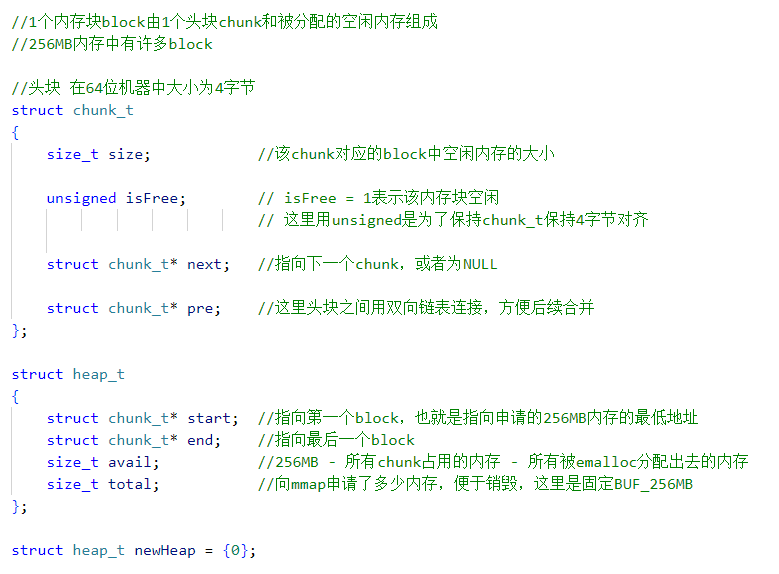 //1个内存块block由1个头块chunk和被分配的空闲内存组成
//256MB内存中有许多block
//头块 在64位机器中大小为4字节
struct chunk_t
{
size_t size; //该chunk对应的block中空闲内存的大小
unsigned isFree; // isFree = 1表示该内存块空闲
// 这里用unsigned是为了保持chunk_t保持4字节对齐
struct chunk_t* next; //指向下一个chunk，或者为NULL
struct chunk_t* pre; //这里头块之间用双向链表连接，方便后续合并
};
struct heap_t
{
struct chunk_t* start; //指向第一个block，也就是指向申请的256MB内存的最低地址
struct chunk_t* end; //指向最后一个block
size_t avail; //256MB - 所有chunk占用的内存 - 所有被emalloc分配出去的内存
size_t total; //向mmap申请了多少内存，便于销毁，这里是固定BUF_256MB
};
struct heap_t newHeap = {0};